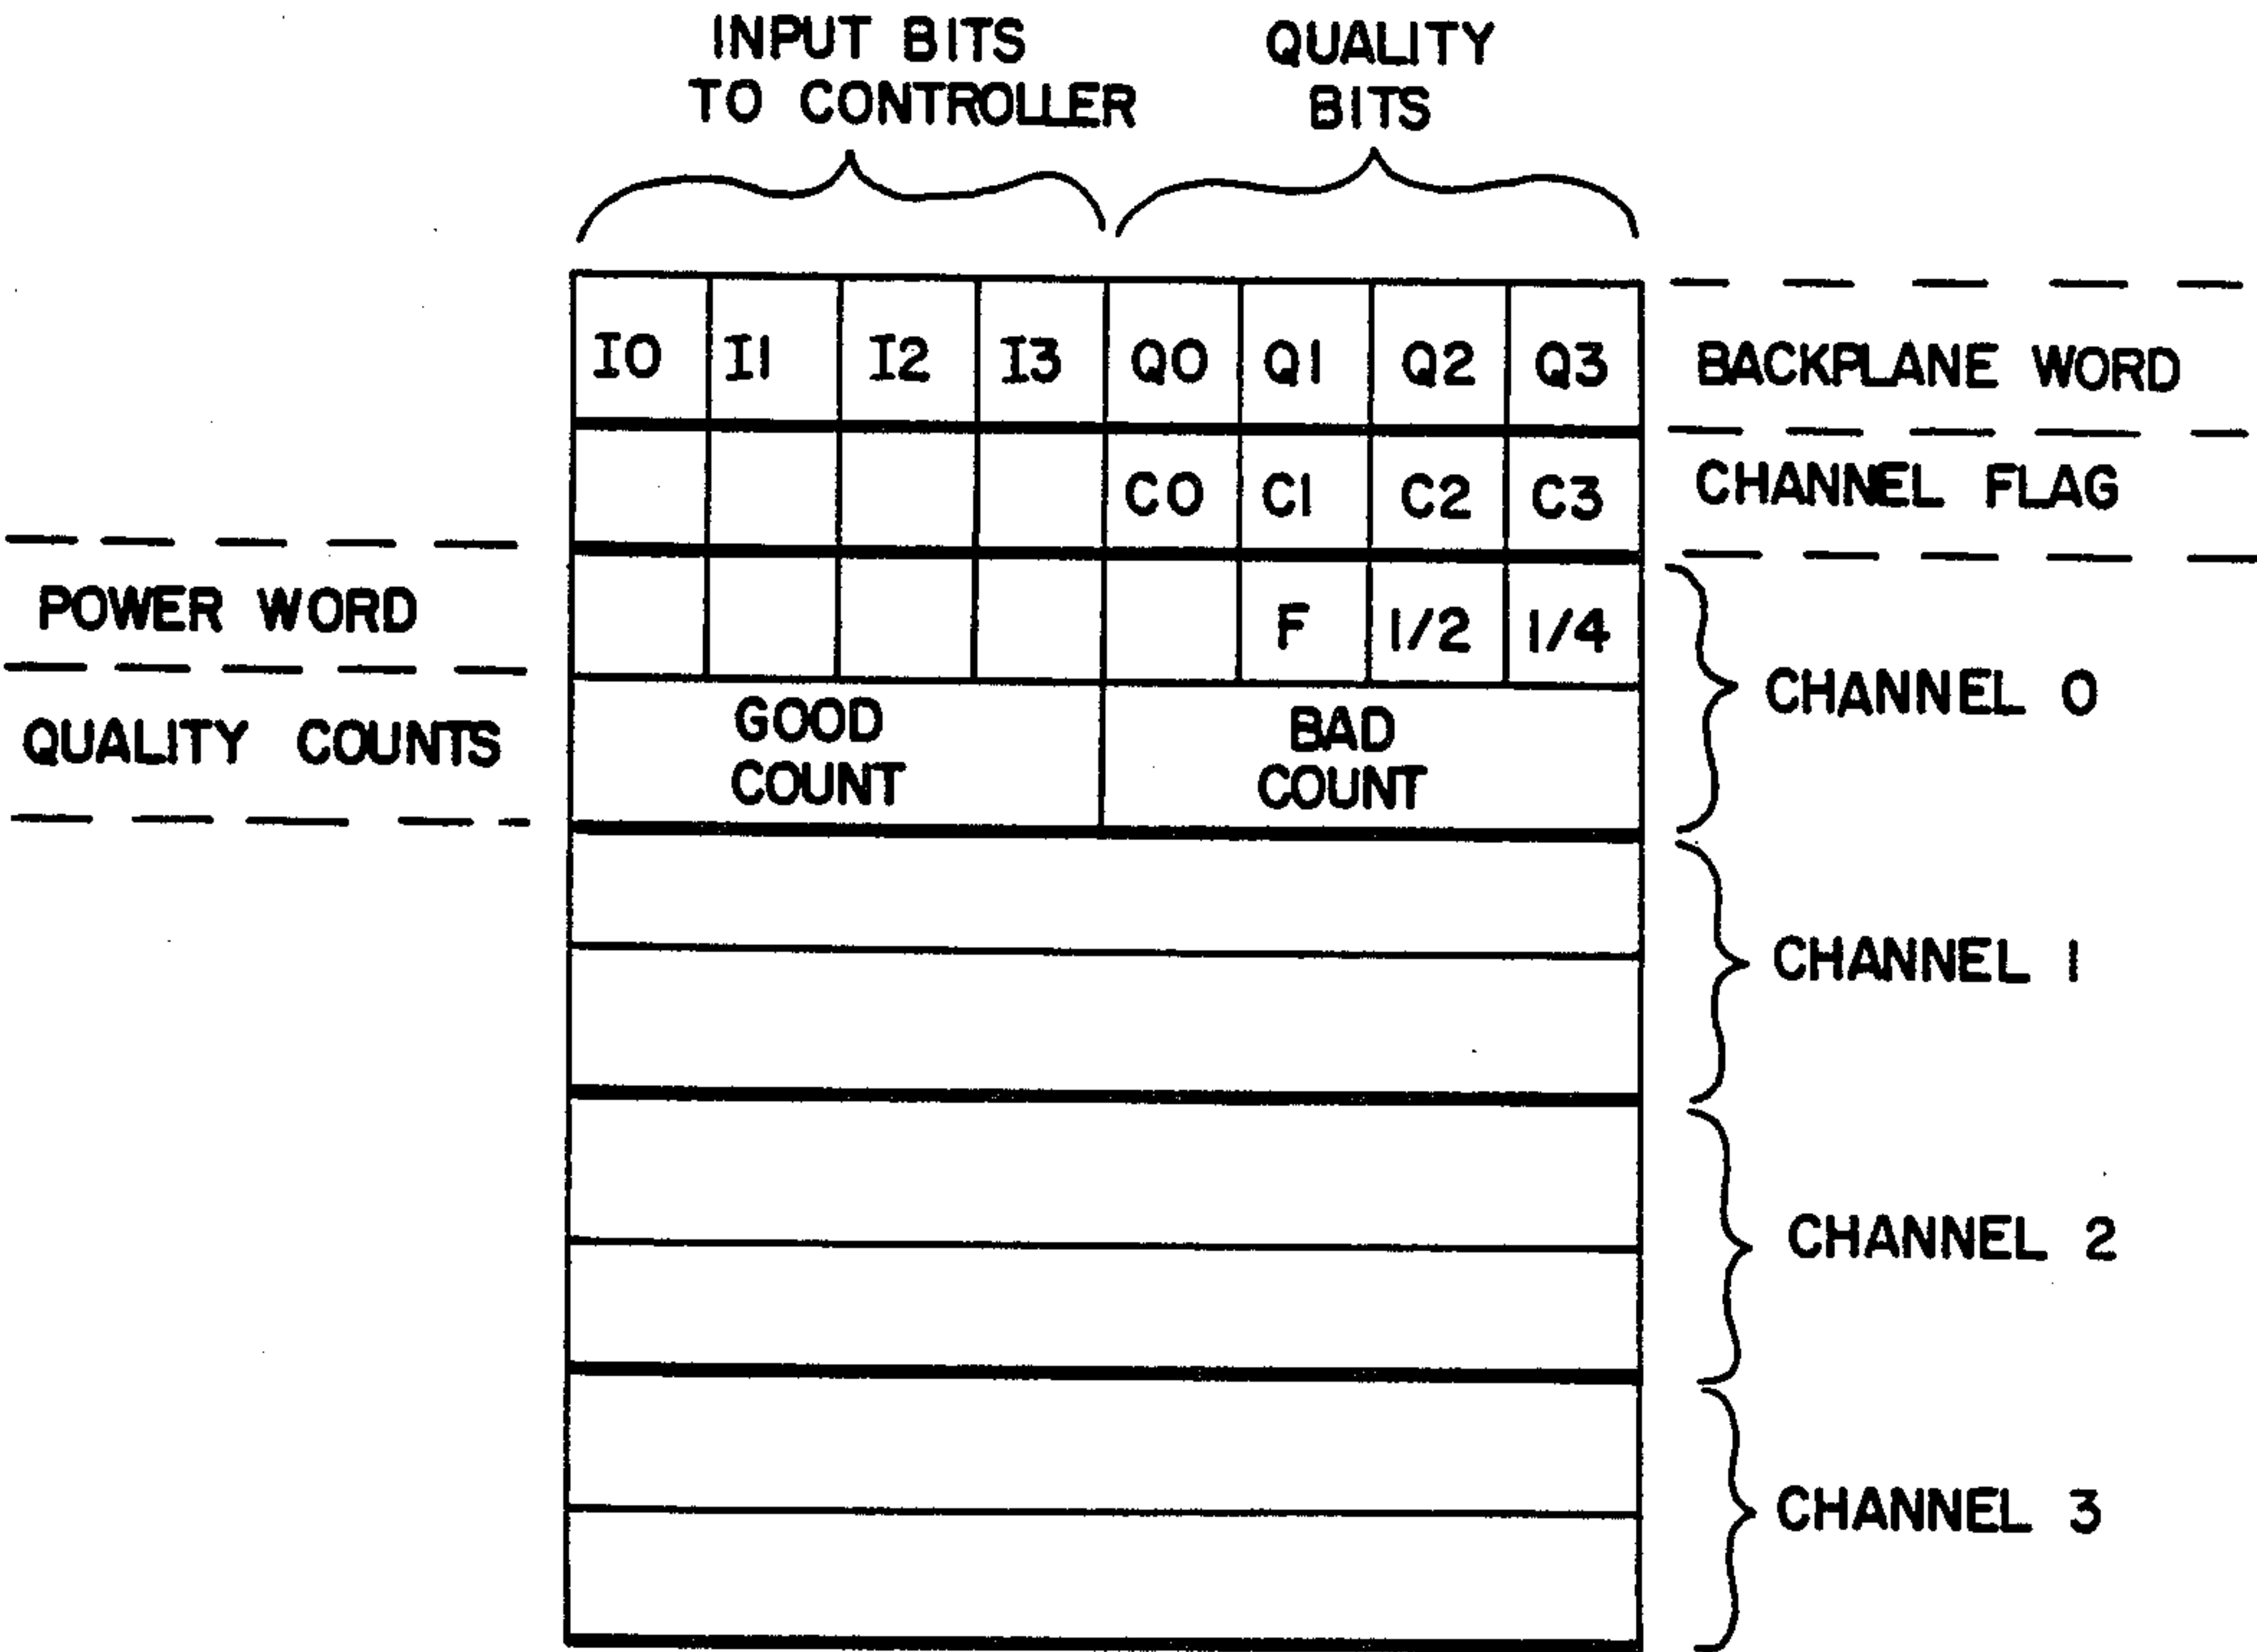 INPUT BITS
TO CONTROLLER
QUALITY
BITS
I0 I1 I2 I3 Q0 Q1 Q2 Q3 BACKPLANE WORD
C0 C1 C2 C3 CHANNEL FLAG
POWER WORD F 1/2 1/4
CHANNEL 0
QUALITY COUNTS
GOOD
COUNT
BAD
COUNT
CHANNEL 1
CHANNEL 2
CHANNEL 3